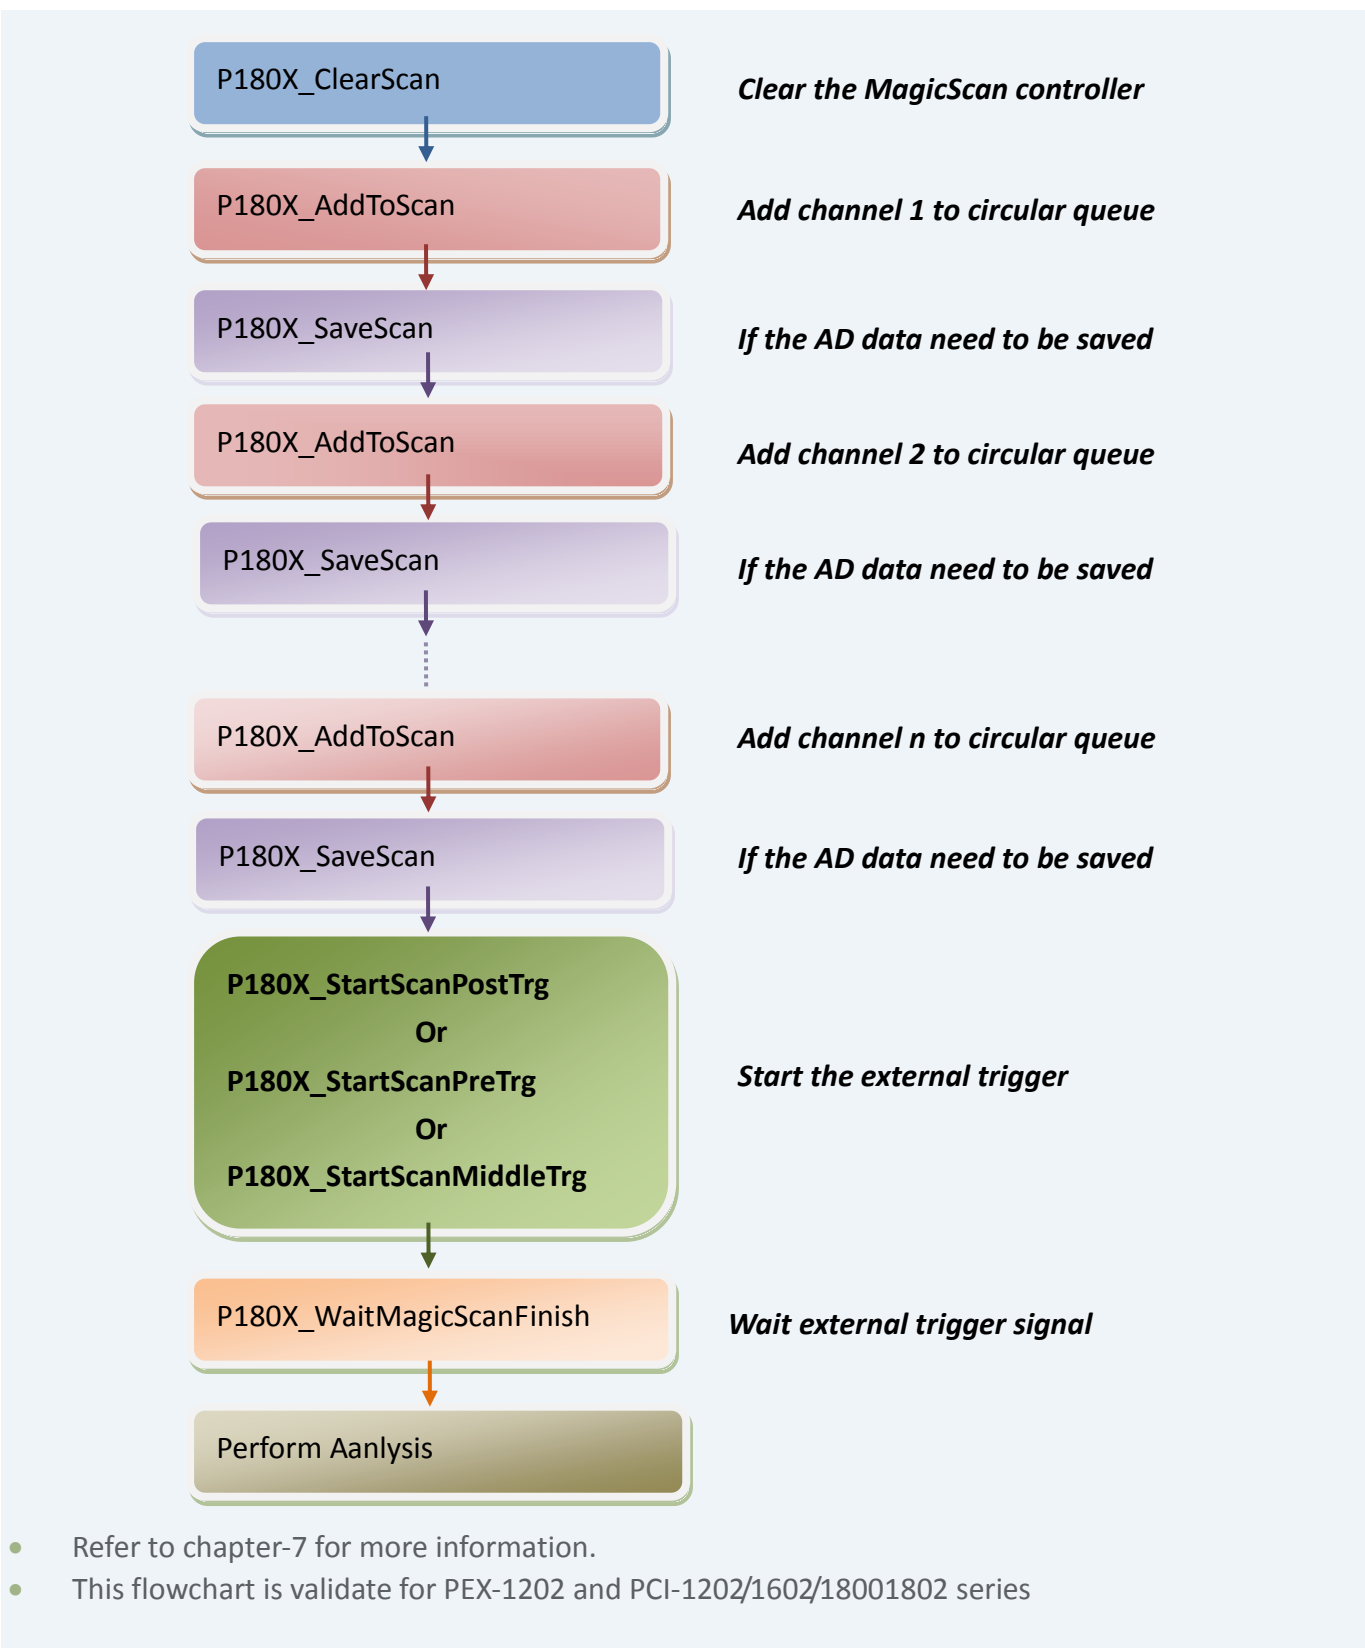 P180X_ClearScan
Clear the MagicScan controller
P180X_AddToScan
Add channel 1 to circular queue
P180X_SaveScan
If the AD data need to be saved
P180X_AddToScan
Add channel 2 to circular queue
P180X_SaveScan
If the AD data need to be saved
P180X_AddToScan
Add channel n to circular queue
P180X_SaveScan
If the AD data need to be saved
P180X_StartScanPostTrg
Or
P180X_StartScanPreTrg
Or
P180X_StartScanMiddleTrg
Start the external trigger
P180X_WaitMagicScanFinish
Wait external trigger signal
Perform Aanlysis
• Refer to chapter-7 for more information.
• This flowchart is validate for PEX-1202 and PCI-1202/1602/18001802 series